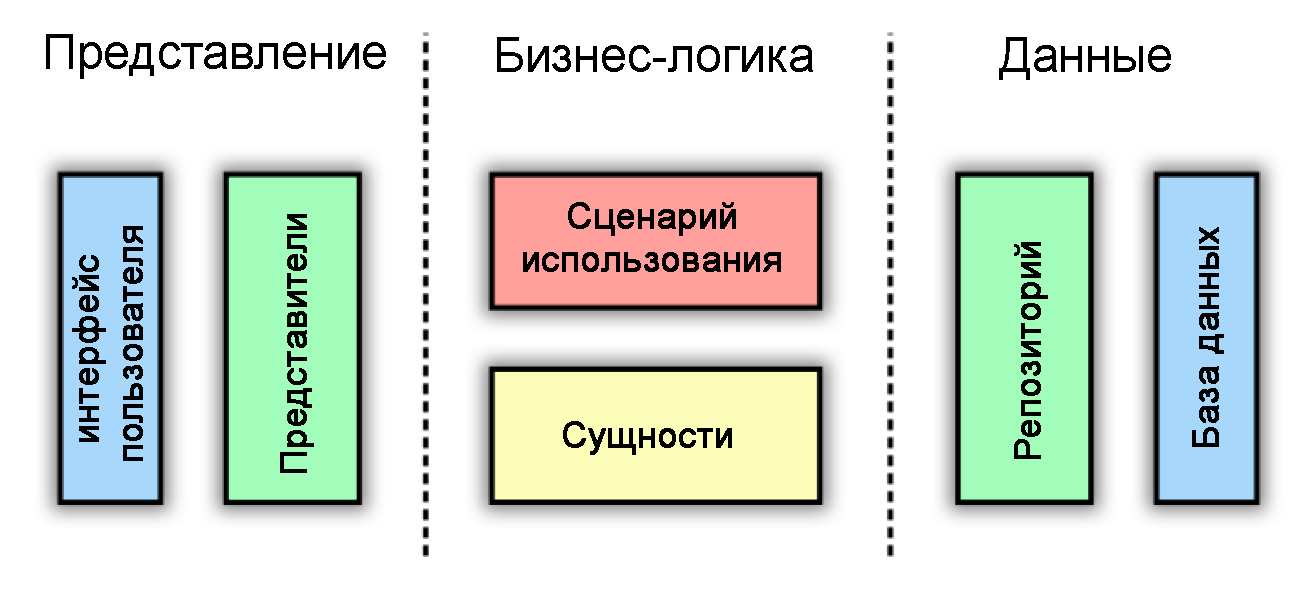 Представление
Бизнес-логика
Данные
интерфейс
пользователя
Представители
Сценарий
использования
Сущности
Репозиторий
База данных